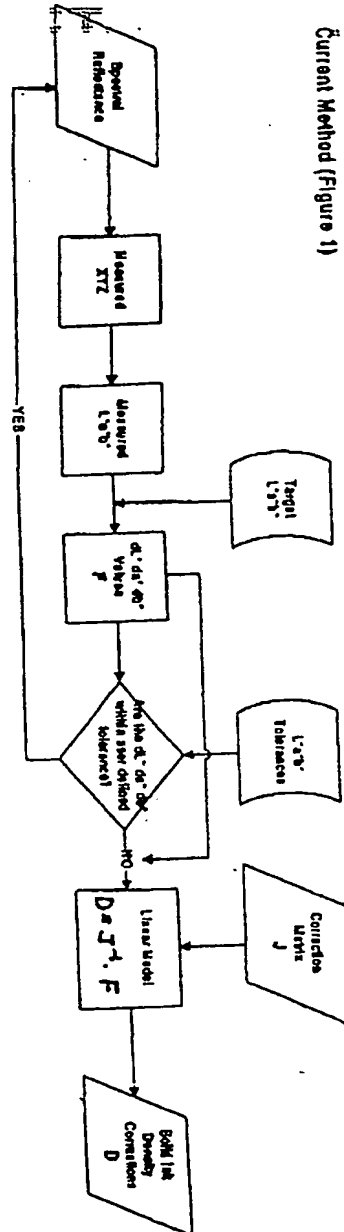 Current Method (Figure 1)
Spectral
Reflectance
Measured
XYZ
Measured
L*a*b*
Target
L*a*b*
dL* da* db*
Values
F
L*a*b*
Tolerances
Are the dL* da* db*
within user defined
tolerance?
YES
NO
Correction
Matrix
J
Linear Model
D = J⁻¹ · F
Solid Ink
Density
Corrections
D